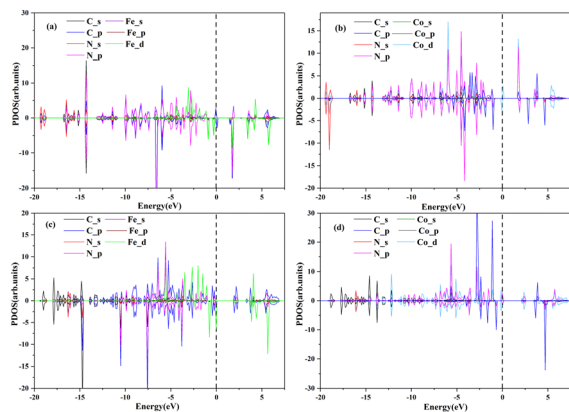 (a)
C_s Fe_s
C_p Fe_p
N_s Fe_d
N_p
PDOS(arb.units)
30
20
10
0
-10
-20
-20 -15 -10 -5 0 5
Energy(eV)
(b)
C_s Co_s
C_p Co_p
N_s Co_d
N_p
PDOS(arb.units)
20
15
10
5
0
-5
-10
-15
-20
-20 -15 -10 -5 0 5
Energy(eV)
(c)
C_s Fe_s
C_p Fe_p
N_s Fe_d
N_p
PDOS(arb.units)
20
15
10
5
0
-5
-10
-15
-20
-20 -15 -10 -5 0 5
Energy(eV)
(d)
C_s Co_s
C_p Co_p
N_s Co_d
N_p
PDOS(arb.units)
30
20
10
0
-10
-20
-30
-20 -15 -10 -5 0 5
Energy(eV)